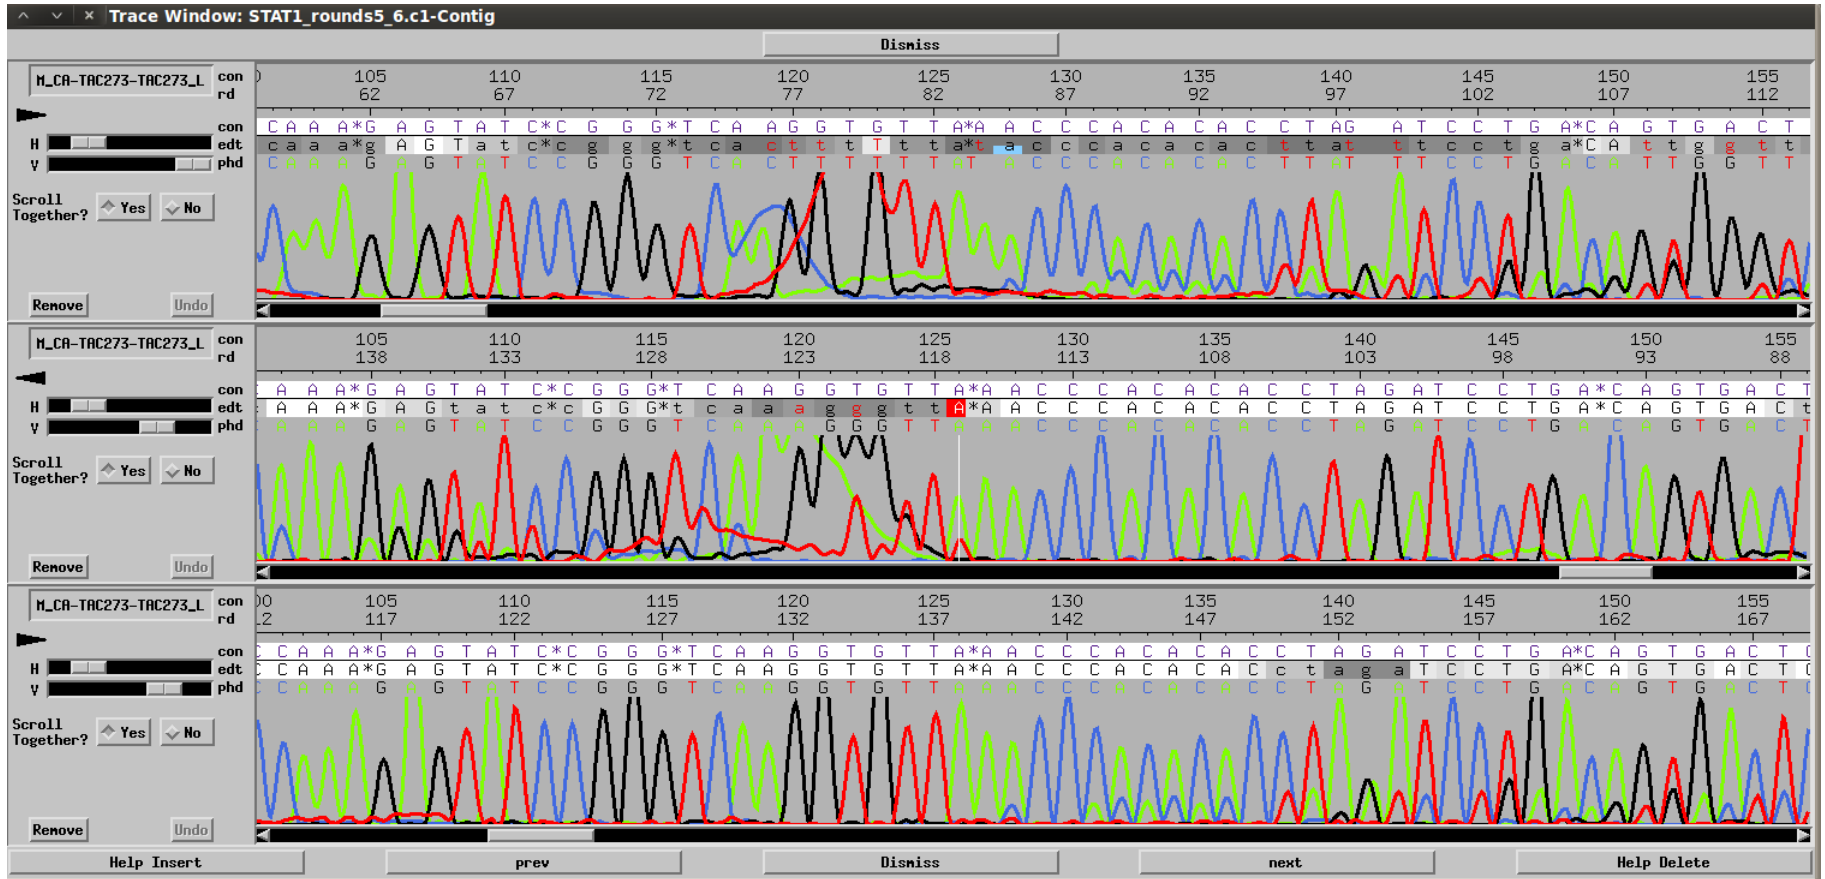 Trace Window: STAT1_rounds5_6.c1-Contig
Dismiss
M_CA-TAC273-TAC273_L
con 105 110 115 120 125 130 135 140 145 150 155
rd 62 67 72 77 82 87 92 97 102 107 112
con C A A A*G A G T A T C*C G G G*T C A A G G T G T T A*A A C C C A C A C A C C T A G A T C C T G A*C A G T G A C T
H edt c a a a*g A G T a t c*c g g g*t c a c t t t T t t a*t a c c c a c a c a c t t a t t t c c t g a*C A t t g g t t
V phd C A A A G A G T A T C C G G G T C A C T T T T T T A T A C C C A C A C A C T T A T T T C C T G A C A T T G G T T
Scroll Together? Yes No
Remove Undo
M_CA-TAC273-TAC273_L
con 105 110 115 120 125 130 135 140 145 150 155
rd 138 133 128 123 118 113 108 103 98 93 88
con A A A*G A G T A T C*C G G G*T C A A G G T G T T A*A A C C C A C A C A C C T A G A T C C T G A*C A G T G A C T
H edt A A A*G A G t a t c*c G G G*t c a a a g g g t t A*A A C C C A C A C A C C T A G A T C C T G A*C A G T G A C t
V phd A A A G A G T A T C C G G G T C A A A G G G T T A A A C C C A C A C A C C T A G A T C C T G A C A G T G A C T
Scroll Together? Yes No
Remove Undo
M_CA-TAC273-TAC273_L
con 105 110 115 120 125 130 135 140 145 150 155
rd 117 122 127 132 137 142 147 152 157 162 167
con C C A A A*G A G T A T C*C G G G*T C A A G G T G T T A*A A C C C A C A C A C C T A G A T C C T G A*C A G T G A C T C
H edt C C A A A*G A G T A T C*C G G G*T C A A G G T G T T A*A A C C C A C A C A C c t a g a T C C T G A*C A G T G A C T C
V phd C C A A A G A G T A T C C G G G T C A A G G T G T T A A A C C C A C A C A C C T A G A T C C T G A C A G T G A C T C
Scroll Together? Yes No
Remove Undo
Help Insert prev Dismiss next Help Delete